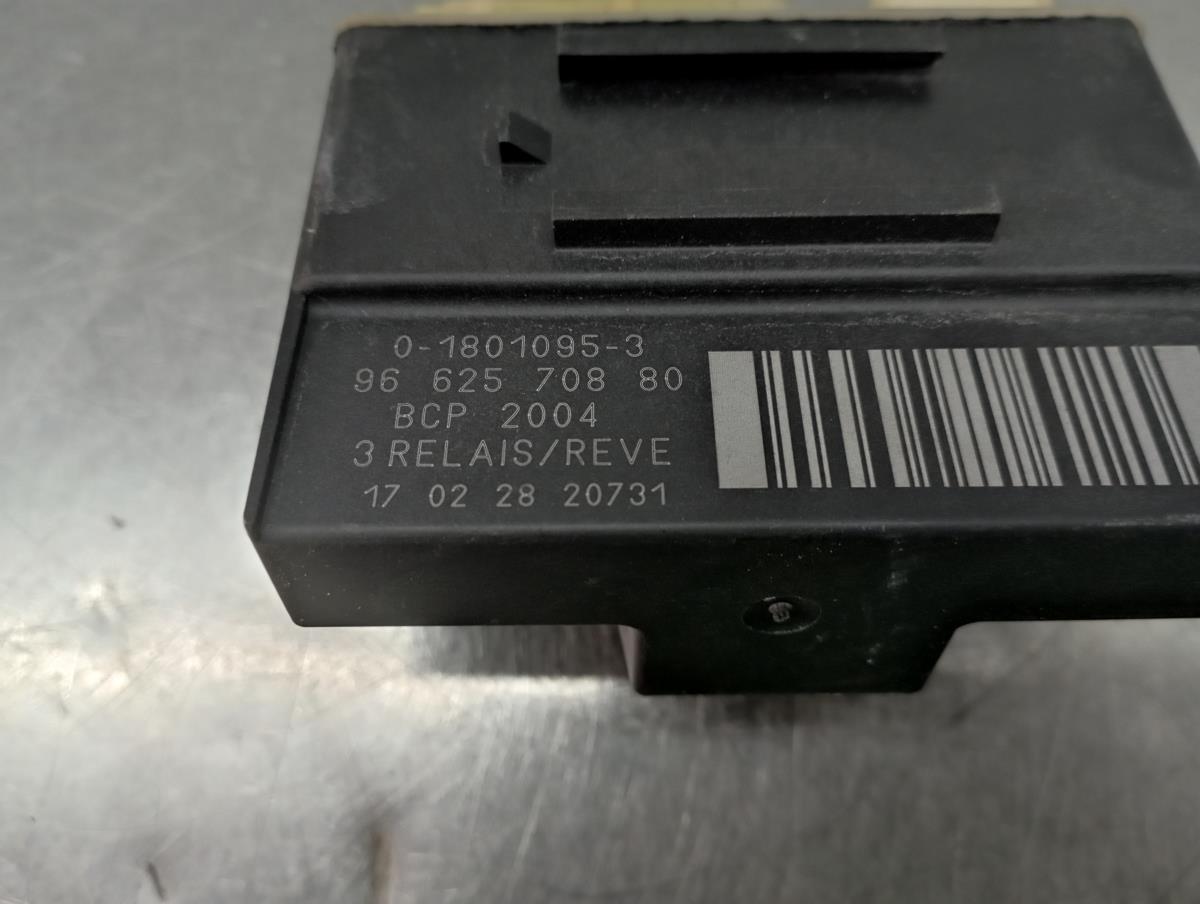 0-1801095-3
96 625 708 80
BCP 2004
3 RELAIS/REVE
17 02 28 20731